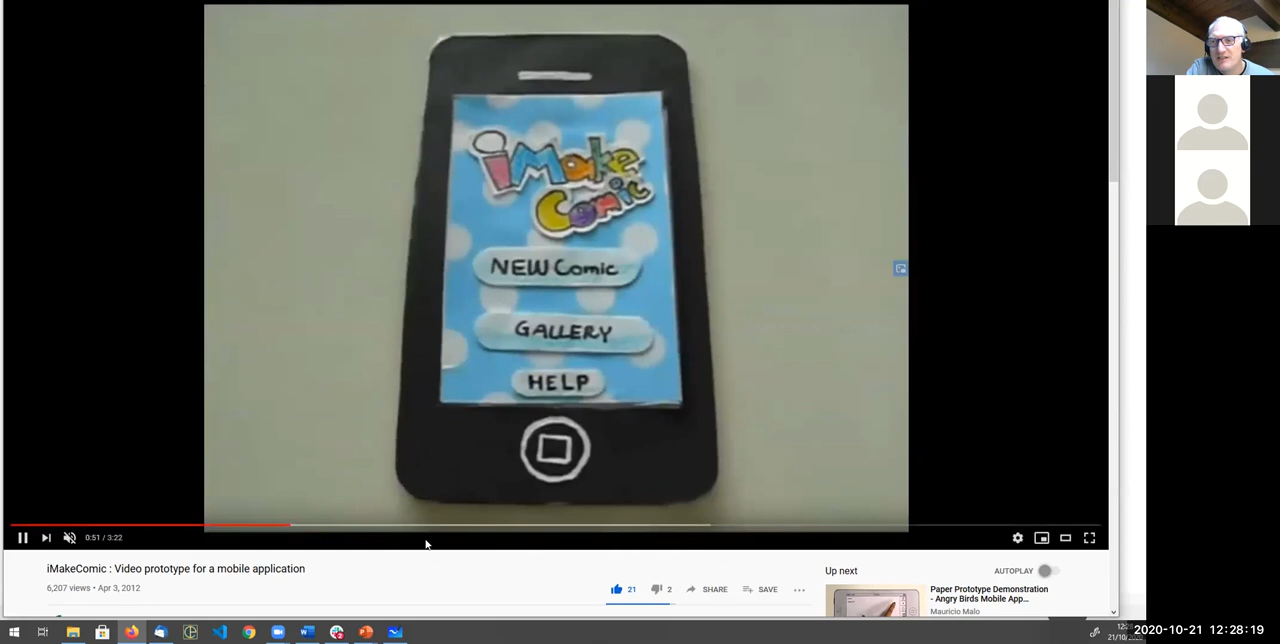 iMake
Comic
NEW Comic
GALLERY
HELP
0:51 / 3:22
iMakeComic : Video prototype for a mobile application
6,207 views • Apr 3, 2012
21
2
SHARE
SAVE
Up next
AUTOPLAY
Paper Prototype Demonstration
- Angry Birds Mobile App...
Mauricio Malo
21/10/
2020-10-21 12:28:19